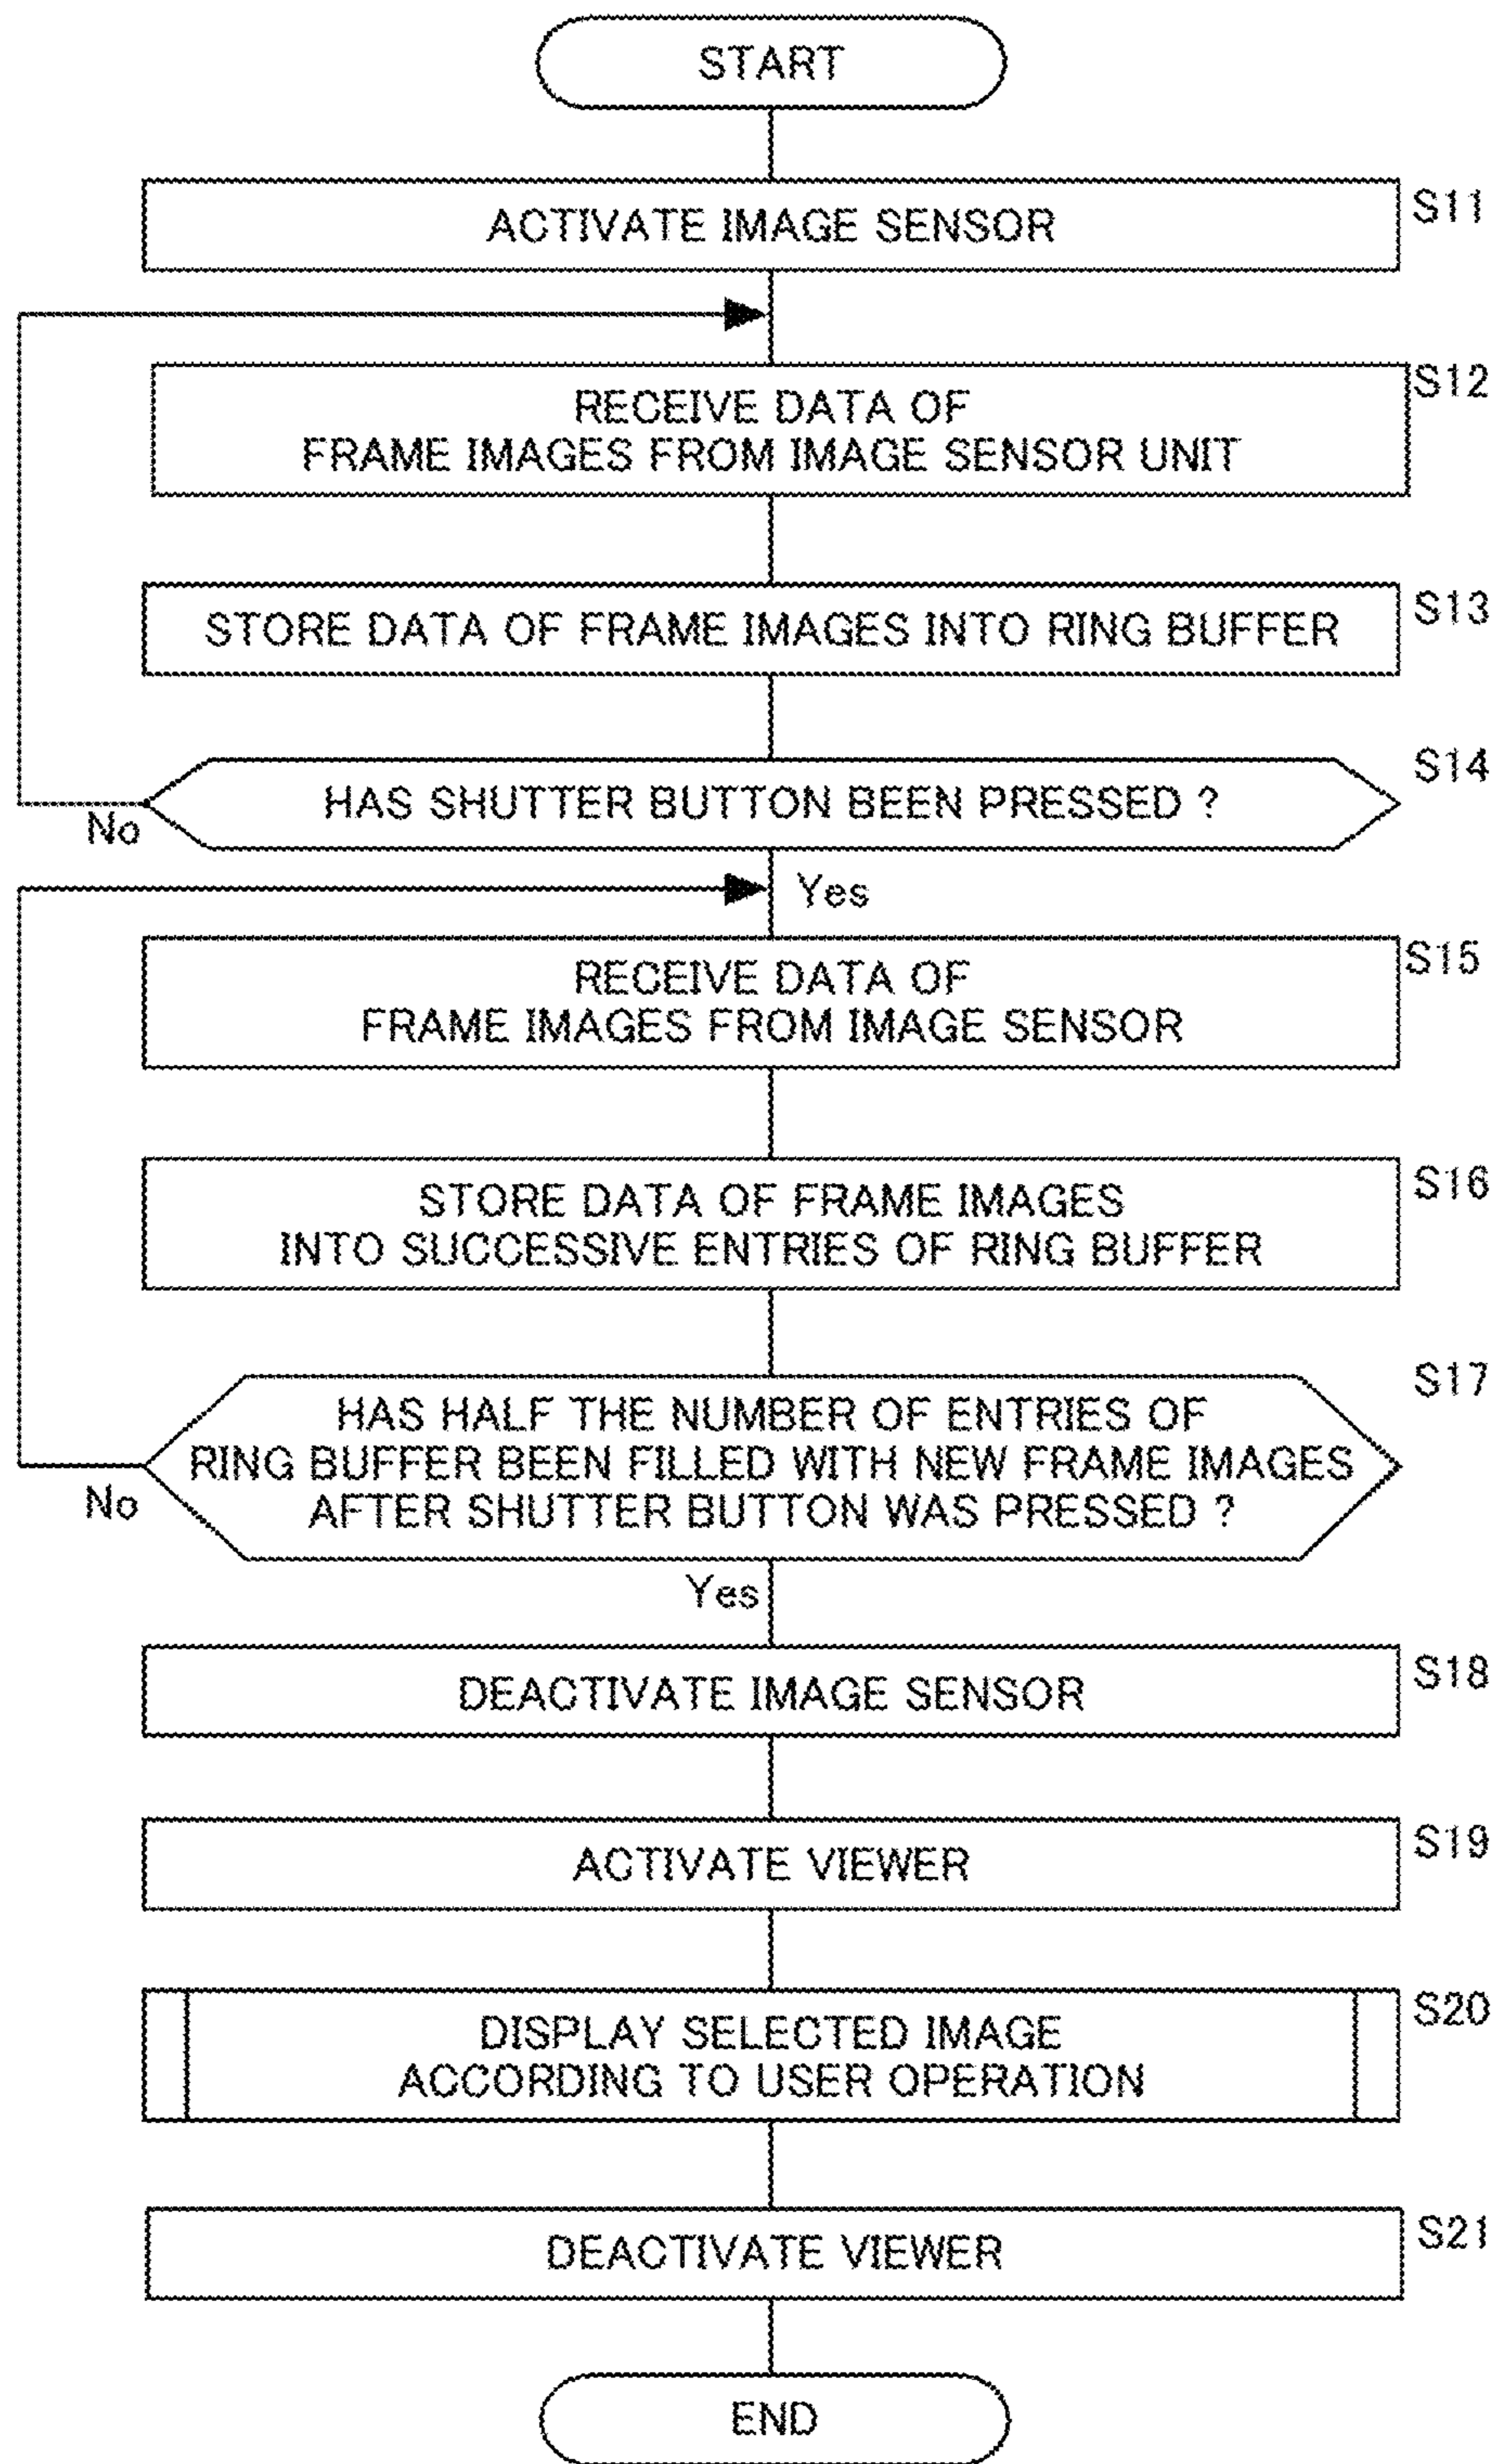 START
ACTIVATE IMAGE SENSOR
S11
RECEIVE DATA OF
FRAME IMAGES FROM IMAGE SENSOR UNIT
S12
STORE DATA OF FRAME IMAGES INTO RING BUFFER
S13
HAS SHUTTER BUTTON BEEN PRESSED ?
S14
No
Yes
RECEIVE DATA OF
FRAME IMAGES FROM IMAGE SENSOR
S15
STORE DATA OF FRAME IMAGES
INTO SUCCESSIVE ENTRIES OF RING BUFFER
S16
HAS HALF THE NUMBER OF ENTRIES OF
RING BUFFER BEEN FILLED WITH NEW FRAME IMAGES
AFTER SHUTTER BUTTON WAS PRESSED ?
S17
No
Yes
DEACTIVATE IMAGE SENSOR
S18
ACTIVATE VIEWER
S19
DISPLAY SELECTED IMAGE
ACCORDING TO USER OPERATION
S20
DEACTIVATE VIEWER
S21
END